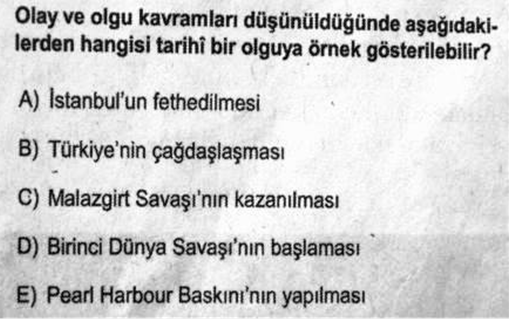 Olay ve olgu kavramları düşünüldüğünde aşağıdaki-
lerden hangisi tarihî bir olguya örnek gösterilebilir?
A) İstanbul'un fethedilmesi
B) Türkiye'nin çağdaşlaşması
C) Malazgirt Savaşı'nın kazanılması
D) Birinci Dünya Savaşı'nın başlaması
E) Pearl Harbour Baskını'nın yapılması